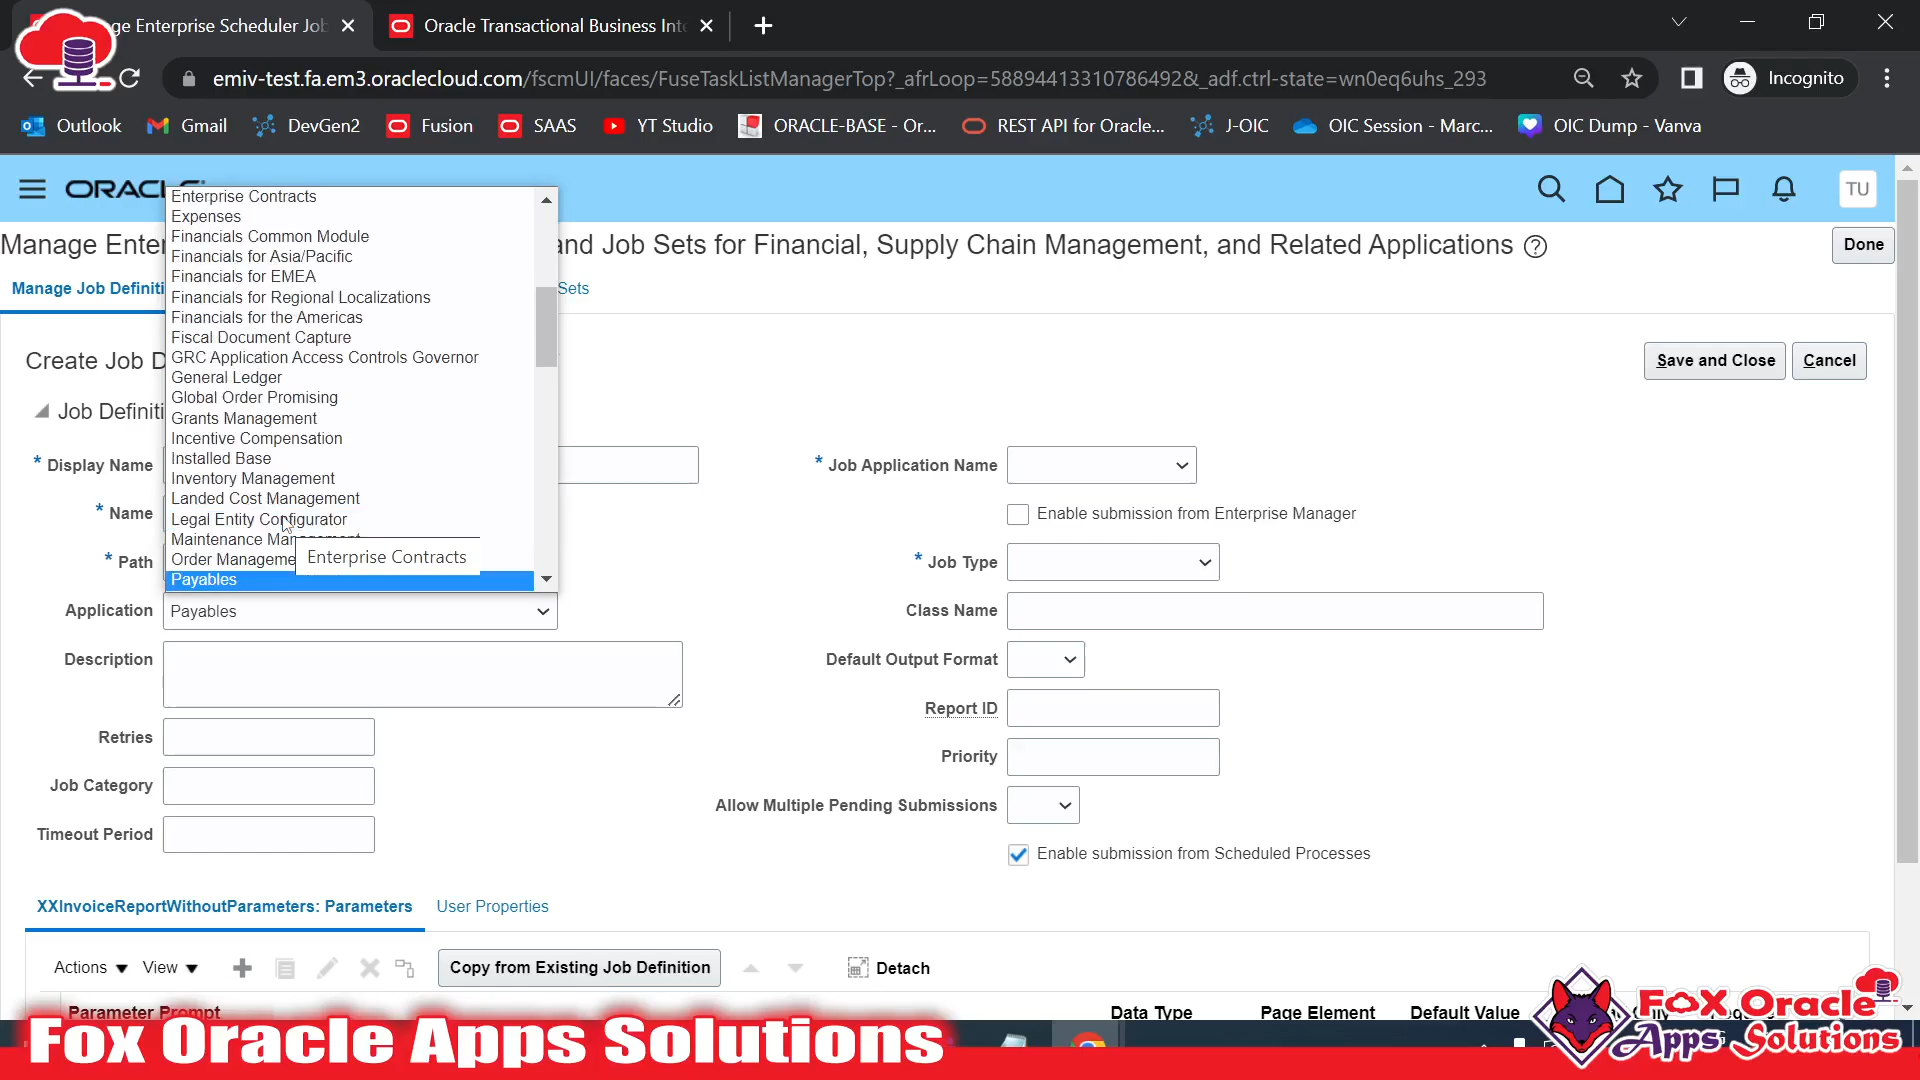 ge Enterprise Scheduler Job
Oracle Transactional Business Inte
emiv-test.fa.em3.oraclecloud.com/fscmUI/faces/FuseTaskListManagerTop?_afrLoop=5889441331078649​2&_adf.ctrl-state=wn0eq6uhs_293
Incognito
Outlook
Gmail
DevGen2
Fusion
SAAS
YT Studio
ORACLE-BASE - Or...
REST API for Oracle...
J-OIC
OIC Session - Marc...
OIC Dump - Vanva
ORACLE
TU
Manage Enter
and Job Sets for Financial, Supply Chain Management, and Related Applications
Done
Manage Job Definiti
Sets
Enterprise Contracts
Expenses
Financials Common Module
Financials for Asia/Pacific
Financials for EMEA
Financials for Regional Localizations
Financials for the Americas
Fiscal Document Capture
GRC Application Access Controls Governor
General Ledger
Global Order Promising
Grants Management
Incentive Compensation
Installed Base
Inventory Management
Landed Cost Management
Legal Entity Configurator
Maintenance Management
Order Manageme
Payables
Enterprise Contracts
Create Job D
Save and Close
Cancel
Job Definiti
* Display Name
* Name
* Path
Application
Payables
Description
Retries
Job Category
Timeout Period
* Job Application Name
Enable submission from Enterprise Manager
* Job Type
Class Name
Default Output Format
Report ID
Priority
Allow Multiple Pending Submissions
Enable submission from Scheduled Processes
XXInvoiceReportWithoutParameters: Parameters
User Properties
Actions
View
Copy from Existing Job Definition
Detach
Parameter Prompt
Data Type
Page Element
Default Value
Fox Oracle Apps Solutions
Fox Oracle
Apps Solutions